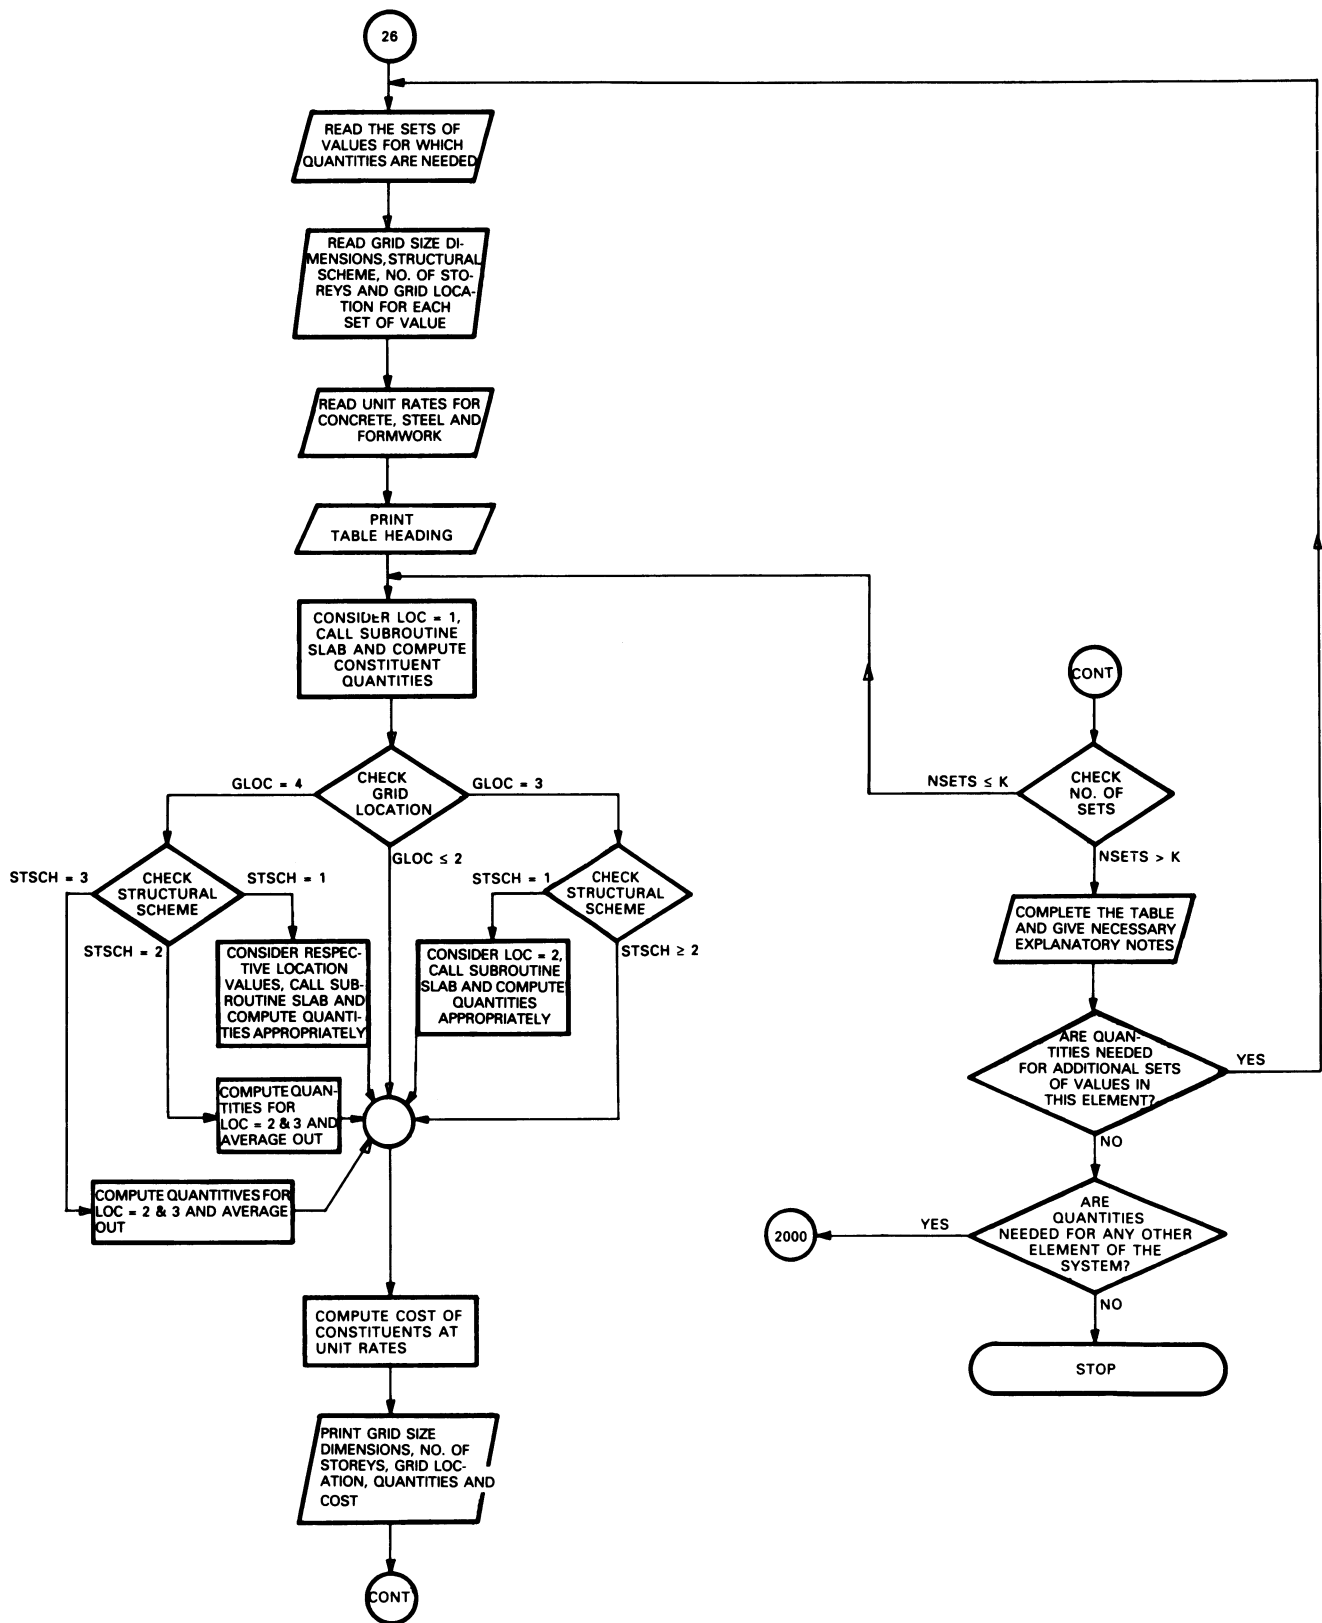 26
READ THE SETS OF
VALUES FOR WHICH
QUANTITIES ARE NEEDED
READ GRID SIZE DI-
MENSIONS, STRUCTURAL
SCHEME, NO. OF STO-
REYS AND GRID LOCA-
TION FOR EACH
SET OF VALUE
READ UNIT RATES FOR
CONCRETE, STEEL AND
FORMWORK
PRINT
TABLE HEADING
CONSIDER LOC = 1,
CALL SUBROUTINE
SLAB AND COMPUTE
CONSTITUENT
QUANTITIES
CHECK
GRID
LOCATION
GLOC = 4
GLOC = 3
GLOC ≤ 2
CHECK
STRUCTURAL
SCHEME
STSCH = 3
STSCH = 1
STSCH = 2
CONSIDER RESPEC-
TIVE LOCATION
VALUES, CALL SUB-
ROUTINE SLAB AND
COMPUTE QUANTI-
TIES APPROPRIATELY
CHECK
STRUCTURAL
SCHEME
STSCH = 1
STSCH ≥ 2
CONSIDER LOC = 2,
CALL SUBROUTINE
SLAB AND COMPUTE
QUANTITIES
APPROPRIATELY
COMPUTE QUAN-
TITIES FOR
LOC = 2 & 3 AND
AVERAGE OUT
COMPUTE QUANTITIVES FOR
LOC = 2 & 3 AND AVERAGE
OUT
COMPUTE COST OF
CONSTITUENTS AT
UNIT RATES
PRINT GRID SIZE
DIMENSIONS, NO. OF
STOREYS, GRID LOC-
ATION, QUANTITIES AND
COST
CONT
CONT
CHECK
NO. OF
SETS
NSETS ≤ K
NSETS > K
COMPLETE THE TABLE
AND GIVE NECESSARY
EXPLANATORY NOTES
ARE QUAN-
TITIES NEEDED
FOR ADDITIONAL SETS
OF VALUES IN
THIS ELEMENT?
YES
NO
ARE
QUANTITIES
NEEDED FOR ANY OTHER
ELEMENT OF THE
SYSTEM?
YES
2000
NO
STOP